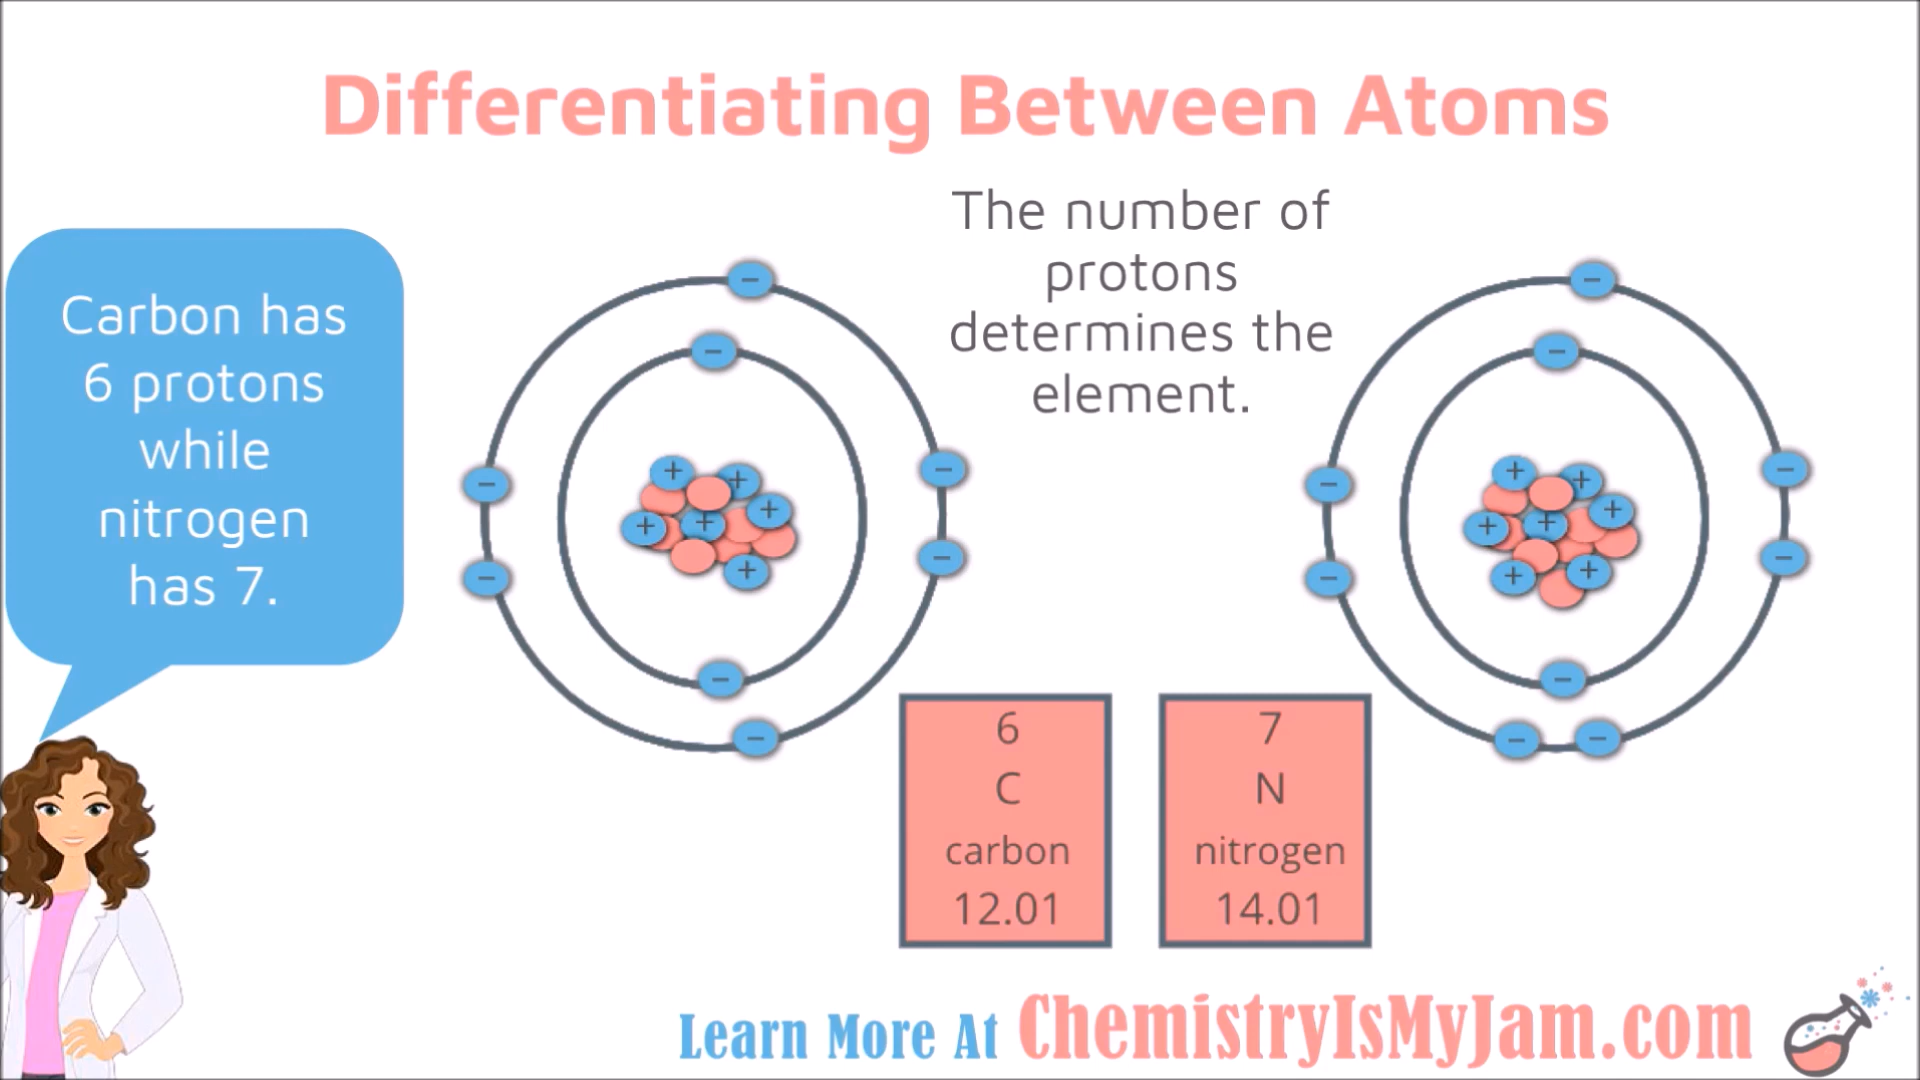 Differentiating Between Atoms
The number of
protons
determines the
element.
Carbon has
6 protons
while
nitrogen
has 7.
6
C
carbon
12.01
7
N
nitrogen
14.01
Learn More At ChemistryIsMyJam.com